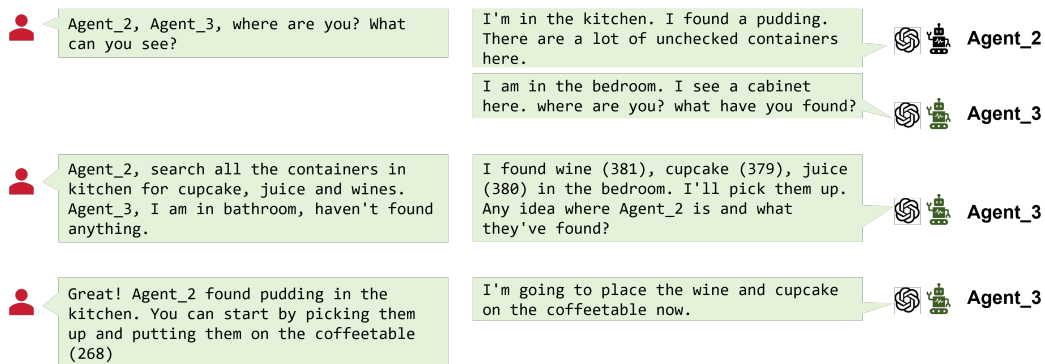 Agent_2, Agent_3, where are you? What
can you see?
I'm in the kitchen. I found a pudding.
There are a lot of unchecked containers
here.
Agent_2
I am in the bedroom. I see a cabinet
here. where are you? what have you found?
Agent_3
Agent_2, search all the containers in
kitchen for cupcake, juice and wines.
Agent_3, I am in bathroom, haven't found
anything.
I found wine (381), cupcake (379), juice
(380) in the bedroom. I'll pick them up.
Any idea where Agent_2 is and what
they've found?
Agent_3
Great! Agent_2 found pudding in the
kitchen. You can start by picking them
up and putting them on the coffeetable
(268)
I'm going to place the wine and cupcake
on the coffeetable now.
Agent_3